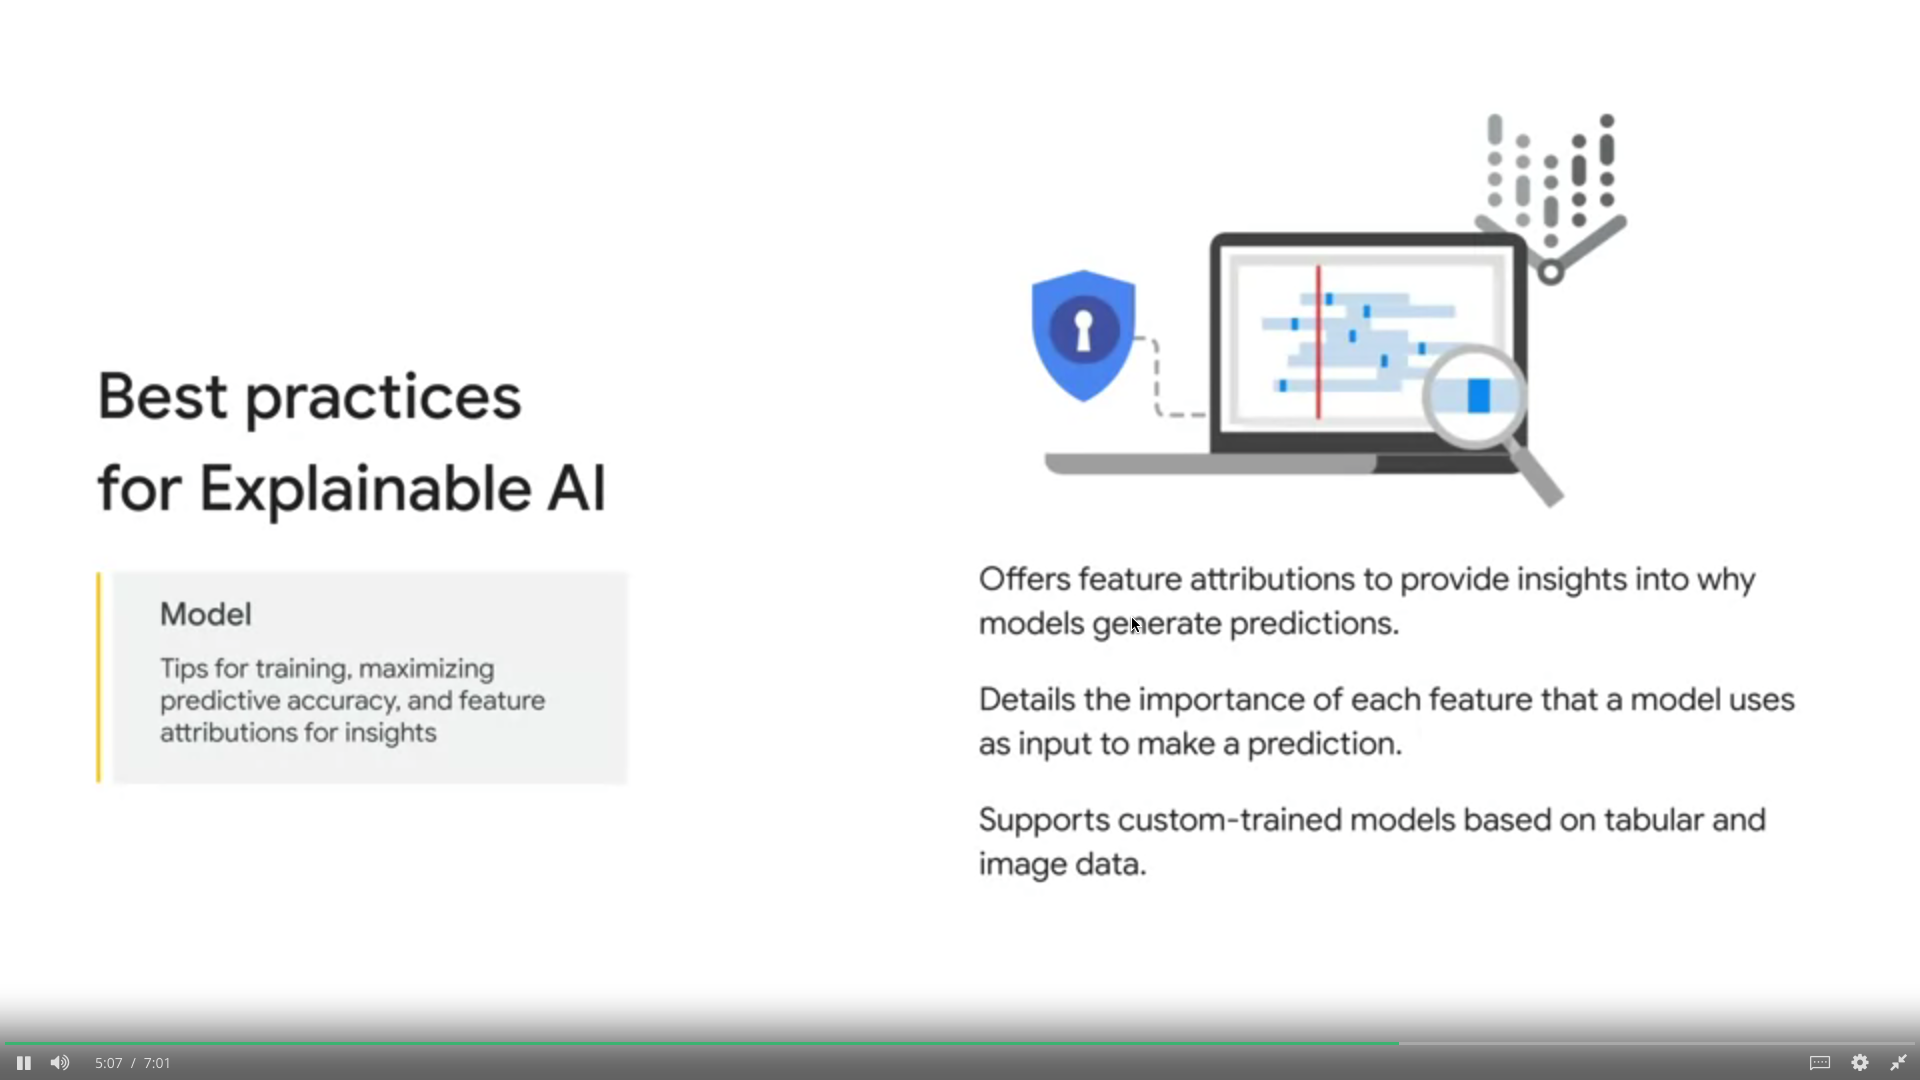 Best practices
for Explainable AI
Model
Tips for training, maximizing
predictive accuracy, and feature
attributions for insights
Offers feature attributions to provide insights into why
models generate predictions.
Details the importance of each feature that a model uses
as input to make a prediction.
Supports custom-trained models based on tabular and
image data.
5:07 / 7:01